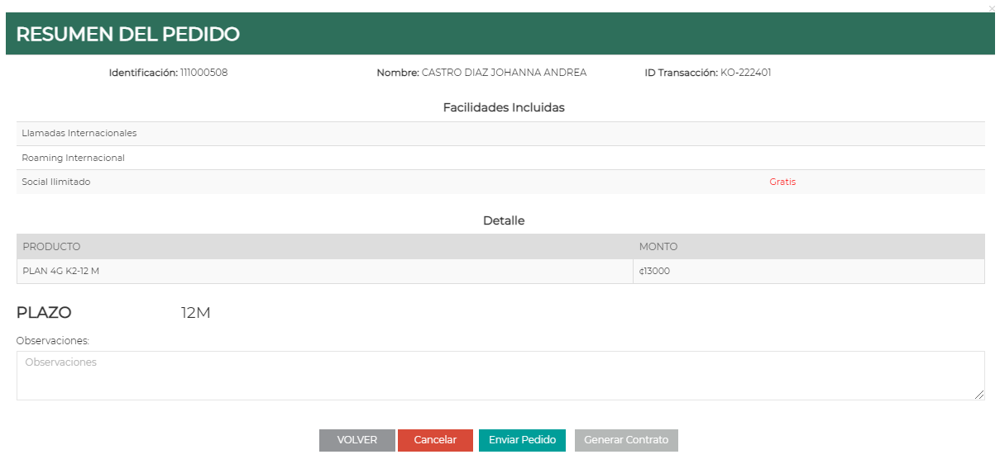 ×
RESUMEN DEL PEDIDO
Identificación: 111000508 Nombre: CASTRO DIAZ JOHANNA ANDREA ID Transacción: KO-222401
Facilidades Incluidas
Llamadas Internacionales
Roaming Internacional
Social Ilimitado Gratis
Detalle
PRODUCTO MONTO
PLAN 4G K2-12 M ¢13000
PLAZO 12M
Observaciones:
Observaciones
VOLVER Cancelar Enviar Pedido Generar Contrato